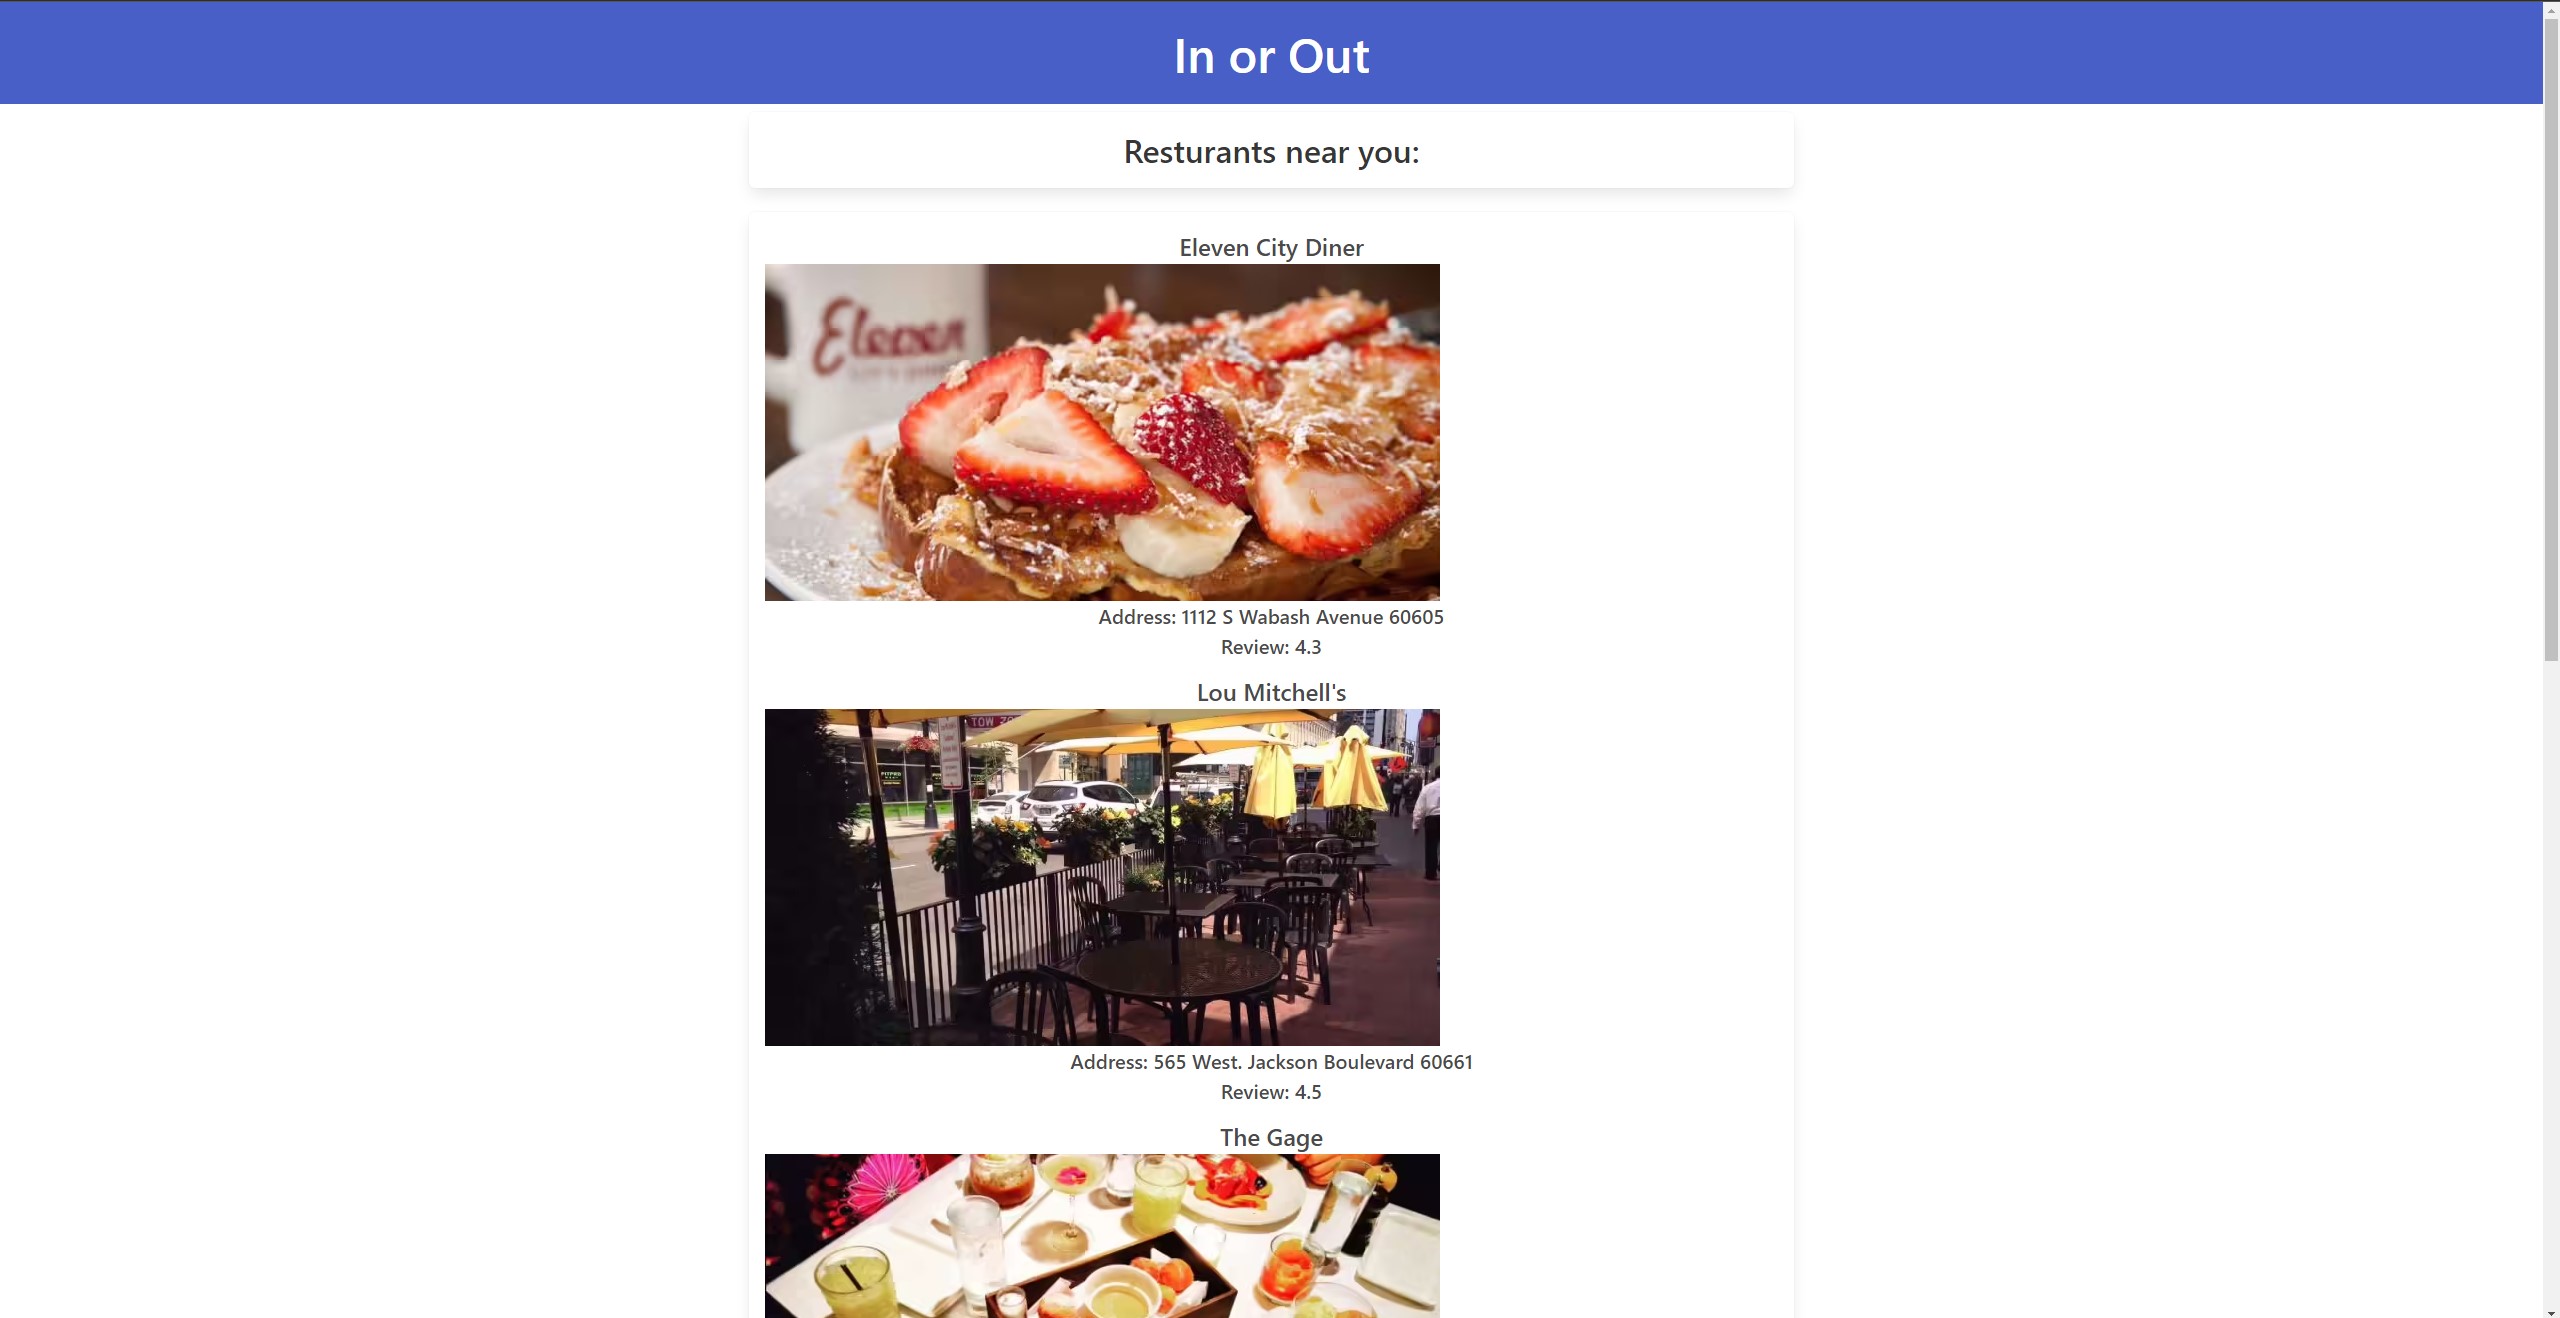 In or Out
Resturants near you:
Eleven City Diner
Eleven
Address: 1112 S Wabash Avenue 60605
Review: 4.3
Lou Mitchell's
TOW
Address: 565 West. Jackson Boulevard 60661
Review: 4.5
The Gage